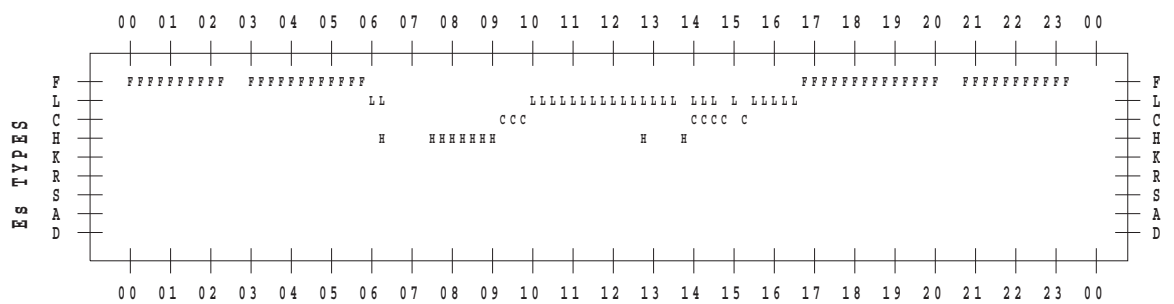 00 01 02 03 04 05 06 07 08 09 10 11 12 13 14 15 16 17 18 19 20 21 22 23 00
F FFFFFFFFFF FFFFFFFFFFFF FFFFFFFFFFFFFF FFFFFFFFFFF F
L LL LLLLLLLLLLLLLLL LLL L LLLLL L
C CCC CCCC C C
H H HHHHHHH H H H
K K
R R
S S
A A
D D
Es TYPES
00 01 02 03 04 05 06 07 08 09 10 11 12 13 14 15 16 17 18 19 20 21 22 23 00